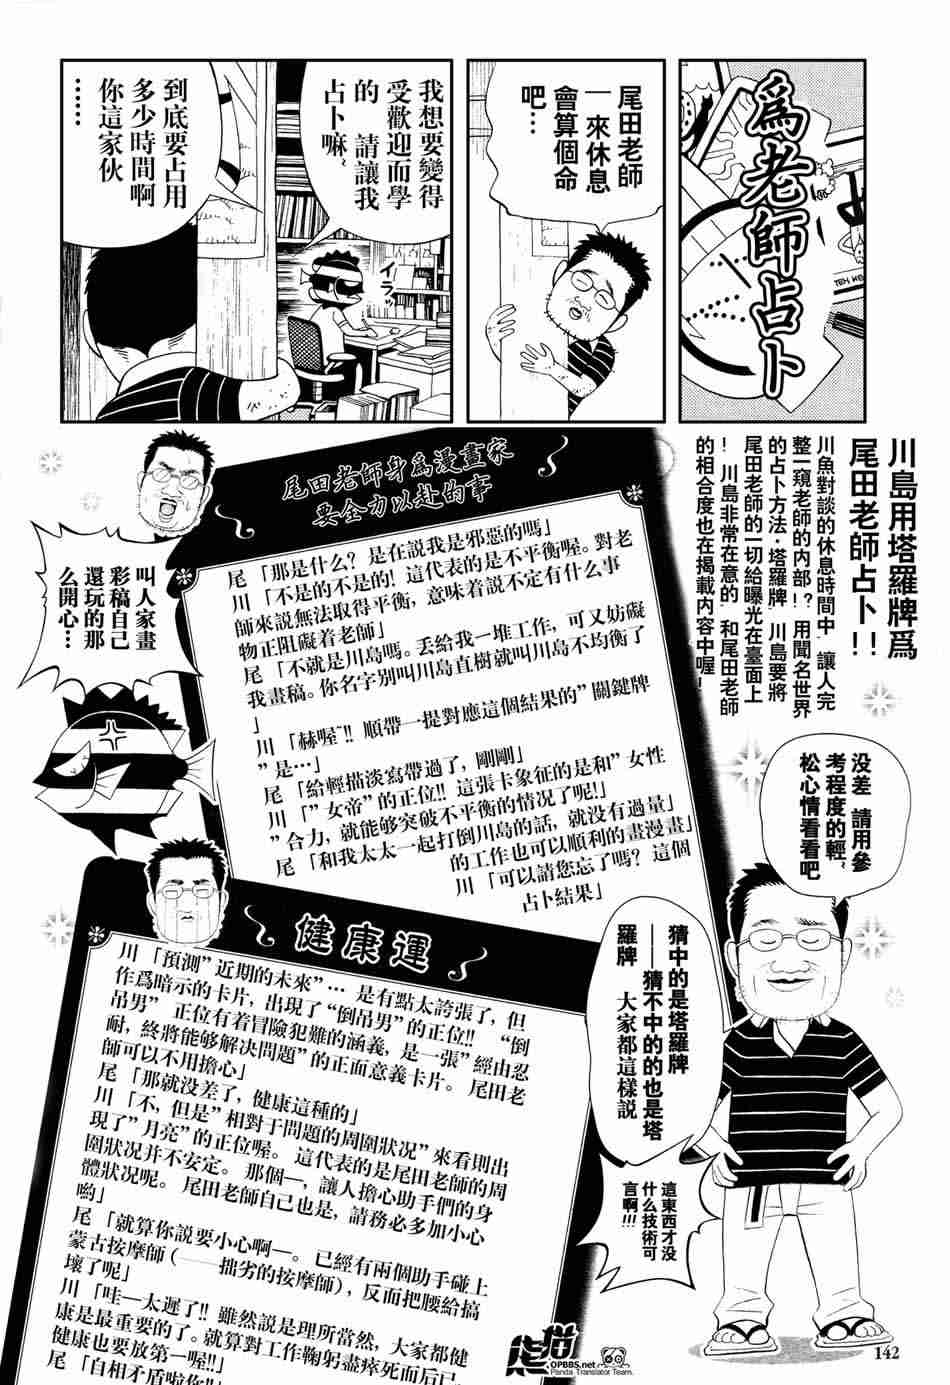 為老師占卜
尾田老師
一來休息
會算個命
吧…
我想要變得
受歡迎而學
的 請讓我
占卜嘛~
イラッ
到底要占用
多少時間啊
你這家伙
……
川島用塔羅牌爲
尾田老師占卜!!
川魚對談的休息時間中 讓人完
整一窺老師的内部!? 用聞名世界
的占卜方法・塔羅牌 川島要將
尾田老師的一切給曝光在臺面上
! 川島非常在意的 和尾田老師
的相合度也在揭載内容中喔!
尾田老師身爲漫畫家
要全力以赴的事
尾「那是什么? 是在説我是邪惡的嗎」
川「不是的不是的! 這代表的是不平衡喔。對老
師來説無法取得平衡, 意味着説不定有什么事
物正阻礙着老師」
尾「不就是川島嗎。丢給我一堆工作, 可又妨礙
我畫稿。你名字别叫川島直樹就叫川島不均衡了
」
川「赫喔~!! 順帶一提對應這個結果的”關鍵牌
”是…」
尾「給輕描淡寫帶過了, 剛剛」
川「”女帝”的正位!! 這張卡象征的是和”女性
”合力, 就能够突破不平衡的情况了呢!」
尾「和我太太一起打倒川島的話, 就没有過量」
的工作也可以順利的畫漫畫」
川「可以請您忘了嗎? 這個
占卜結果」
叫人家畫
彩稿自己
還玩的那
么開心…
没差 請用參
考程度的輕~
松心情看看吧
健康運
川「預測”近期的未來”… 是有點太誇張了, 但
作爲暗示的卡片, 出現了“倒吊男”的正位!! “倒
吊男” 正位有着冒險犯難的涵義, 是一張”經由忍
耐, 終將能够解决問題”的正面意義卡片。 尾田老
師可以不用擔心」
尾「那就没差了, 健康這種的」
川「不, 但是”相對于問題的周圍狀况”來看則出
現了”月亮”的正位喔。 這代表的是尾田老師的周
圍狀况并不安定。 那個—, 讓人擔心助手們的身
體狀况呢。 尾田老師自己也是, 請務必多加小心
喲」
尾「就算你説要小心啊—。 已經有兩個助手碰上
蒙古按摩師(——拙劣的按摩師), 反而把腰給搞
壞了呢」
川「哇—太遲了!! 雖然説是理所當然, 大家都健
康是最重要的了。就算對工作鞠躬盡瘁死而后已,
健康也要放第一喔!!」
尾「自相矛盾啦你!!」
猜中的是塔羅牌
——猜不中的的也是塔
羅牌 大家都這樣説
這東西才没
什么技術可
言啊!!!
熊猫
OPBBS.net
Panda Translator Team.
142